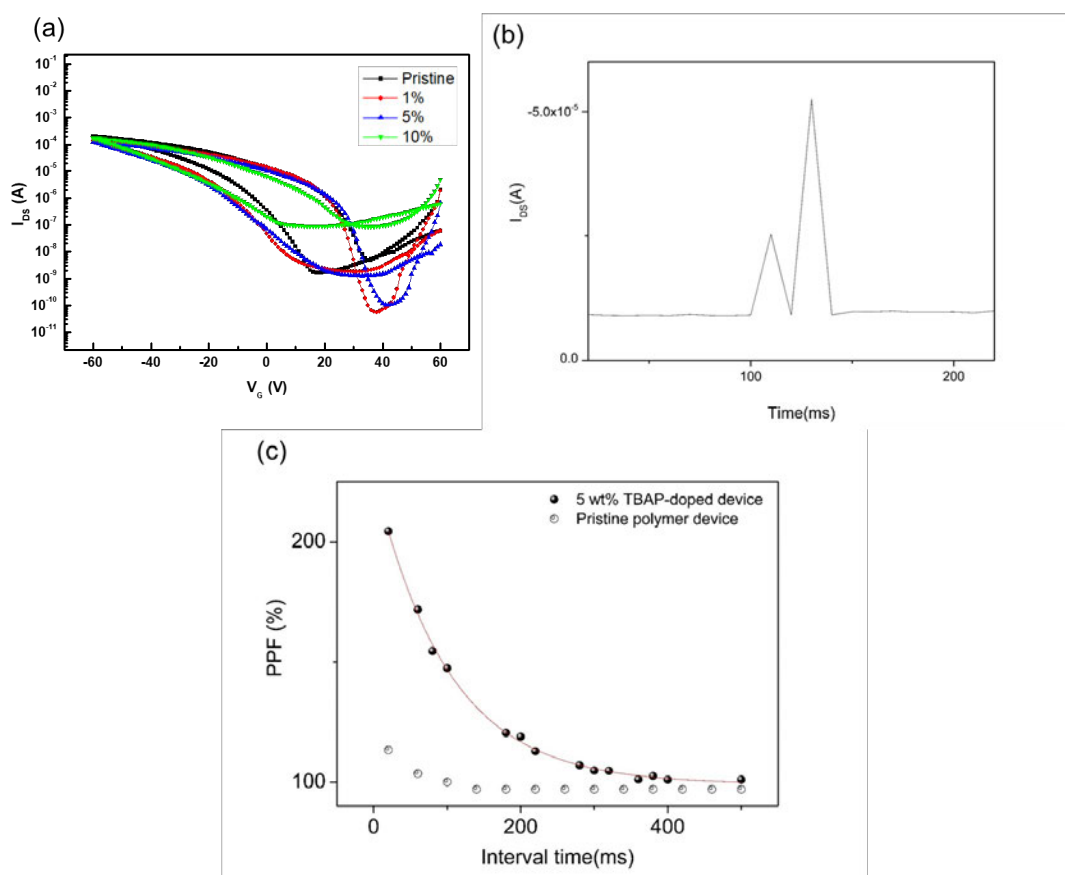 (a)
10⁻¹
10⁻²
10⁻³
10⁻⁴
10⁻⁵
10⁻⁶
10⁻⁷
10⁻⁸
10⁻⁹
10⁻¹⁰
10⁻¹¹
I_DS (A)
Pristine
1%
5%
10%
-60 -40 -20 0 20 40 60
V_G (V)
(b)
-5.0x10⁻⁵
I_DS(A)
0.0
100 200
Time(ms)
(c)
5 wt% TBAP-doped device
Pristine polymer device
200
PPF (%)
100
0 200 400
Interval time(ms)